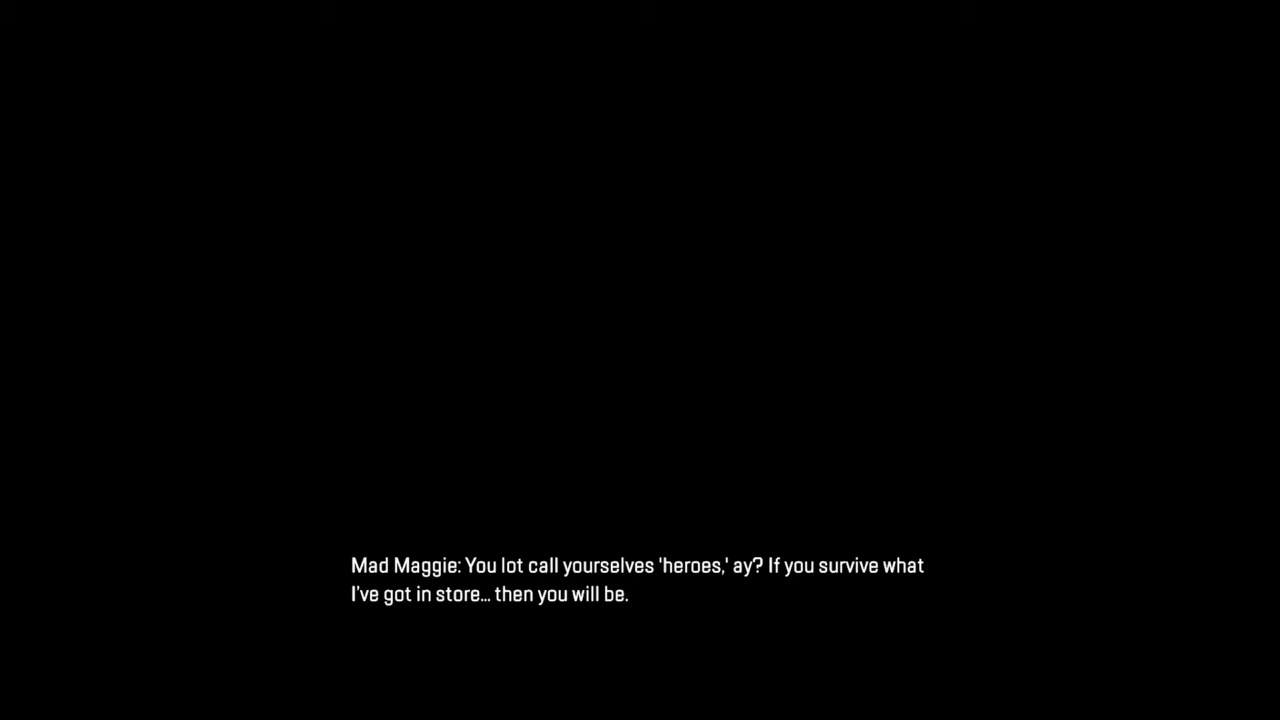 Mad Maggie: You lot call yourselves 'heroes,' ay? If you survive what
I've got in store... then you will be.